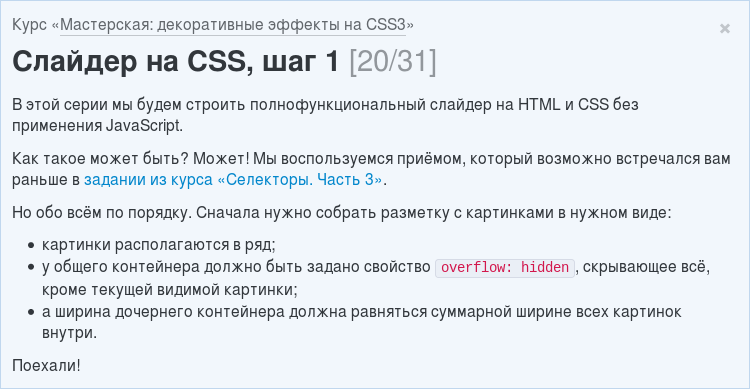 Курс «Мастерская: декоративные эффекты на CSS3»
×
Слайдер на CSS, шаг 1 [20/31]
В этой серии мы будем строить полнофункциональный слайдер на HTML и CSS без
применения JavaScript.
Как такое может быть? Может! Мы воспользуемся приёмом, который возможно встречался вам
раньше в задании из курса «Селекторы. Часть 3».
Но обо всём по порядку. Сначала нужно собрать разметку с картинками в нужном виде:
• картинки располагаются в ряд;
• у общего контейнера должно быть задано свойство overflow: hidden, скрывающее всё,
кроме текущей видимой картинки;
• а ширина дочернего контейнера должна равняться суммарной ширине всех картинок
внутри.
Поехали!